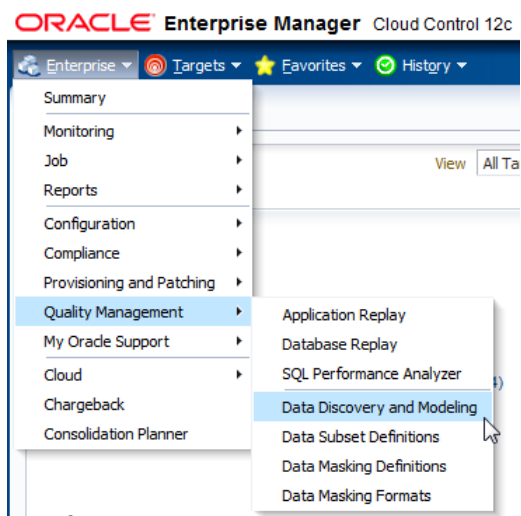 ORACLE Enterprise Manager Cloud Control 12c
Enterprise Targets Favorites History
Summary
Monitoring
Job
View All Ta
Reports
Configuration
Compliance
Provisioning and Patching
Quality Management
Application Replay
My Oracle Support
Database Replay
Cloud
SQL Performance Analyzer
4)
Chargeback
Data Discovery and Modeling
Consolidation Planner
Data Subset Definitions
Data Masking Definitions
Data Masking Formats